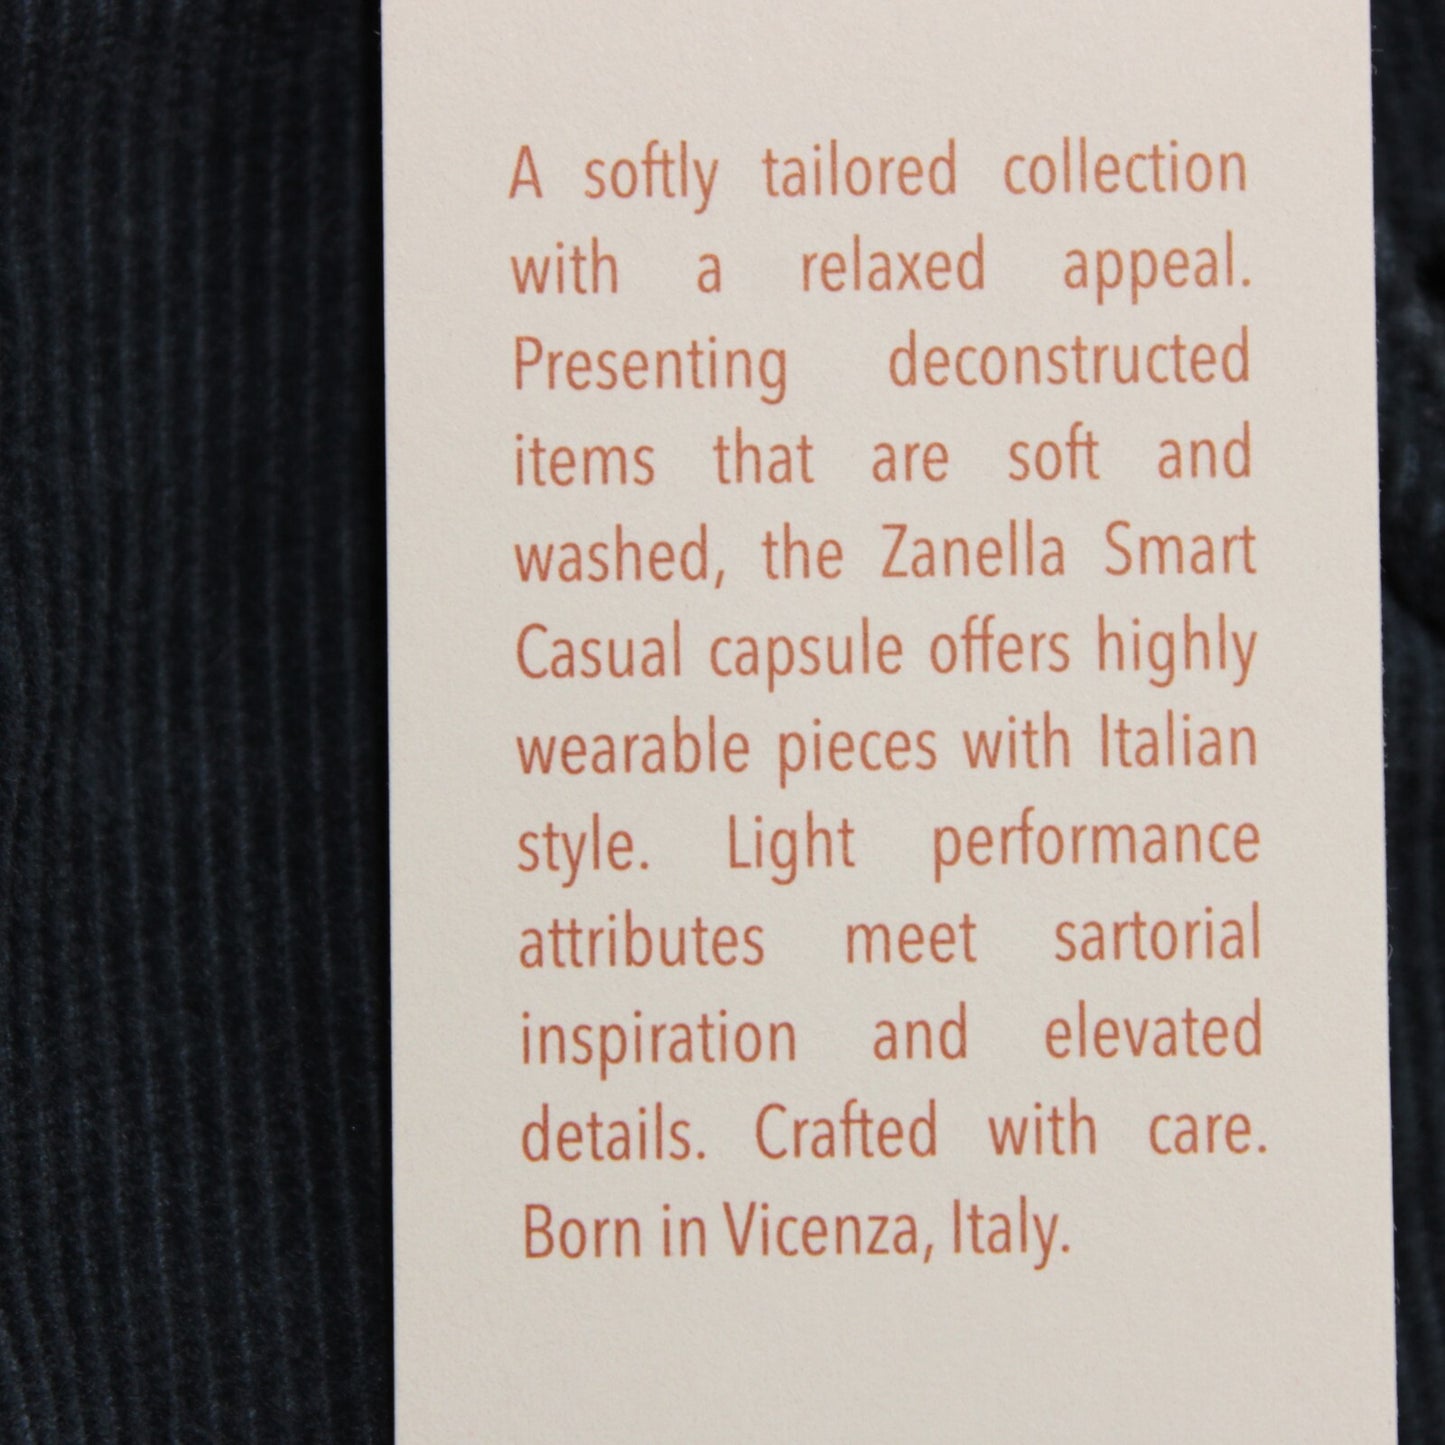 A softly tailored collection
with a relaxed appeal.
Presenting deconstructed
items that are soft and
washed, the Zanella Smart
Casual capsule offers highly
wearable pieces with Italian
style. Light performance
attributes meet sartorial
inspiration and elevated
details. Crafted with care.
Born in Vicenza, Italy.